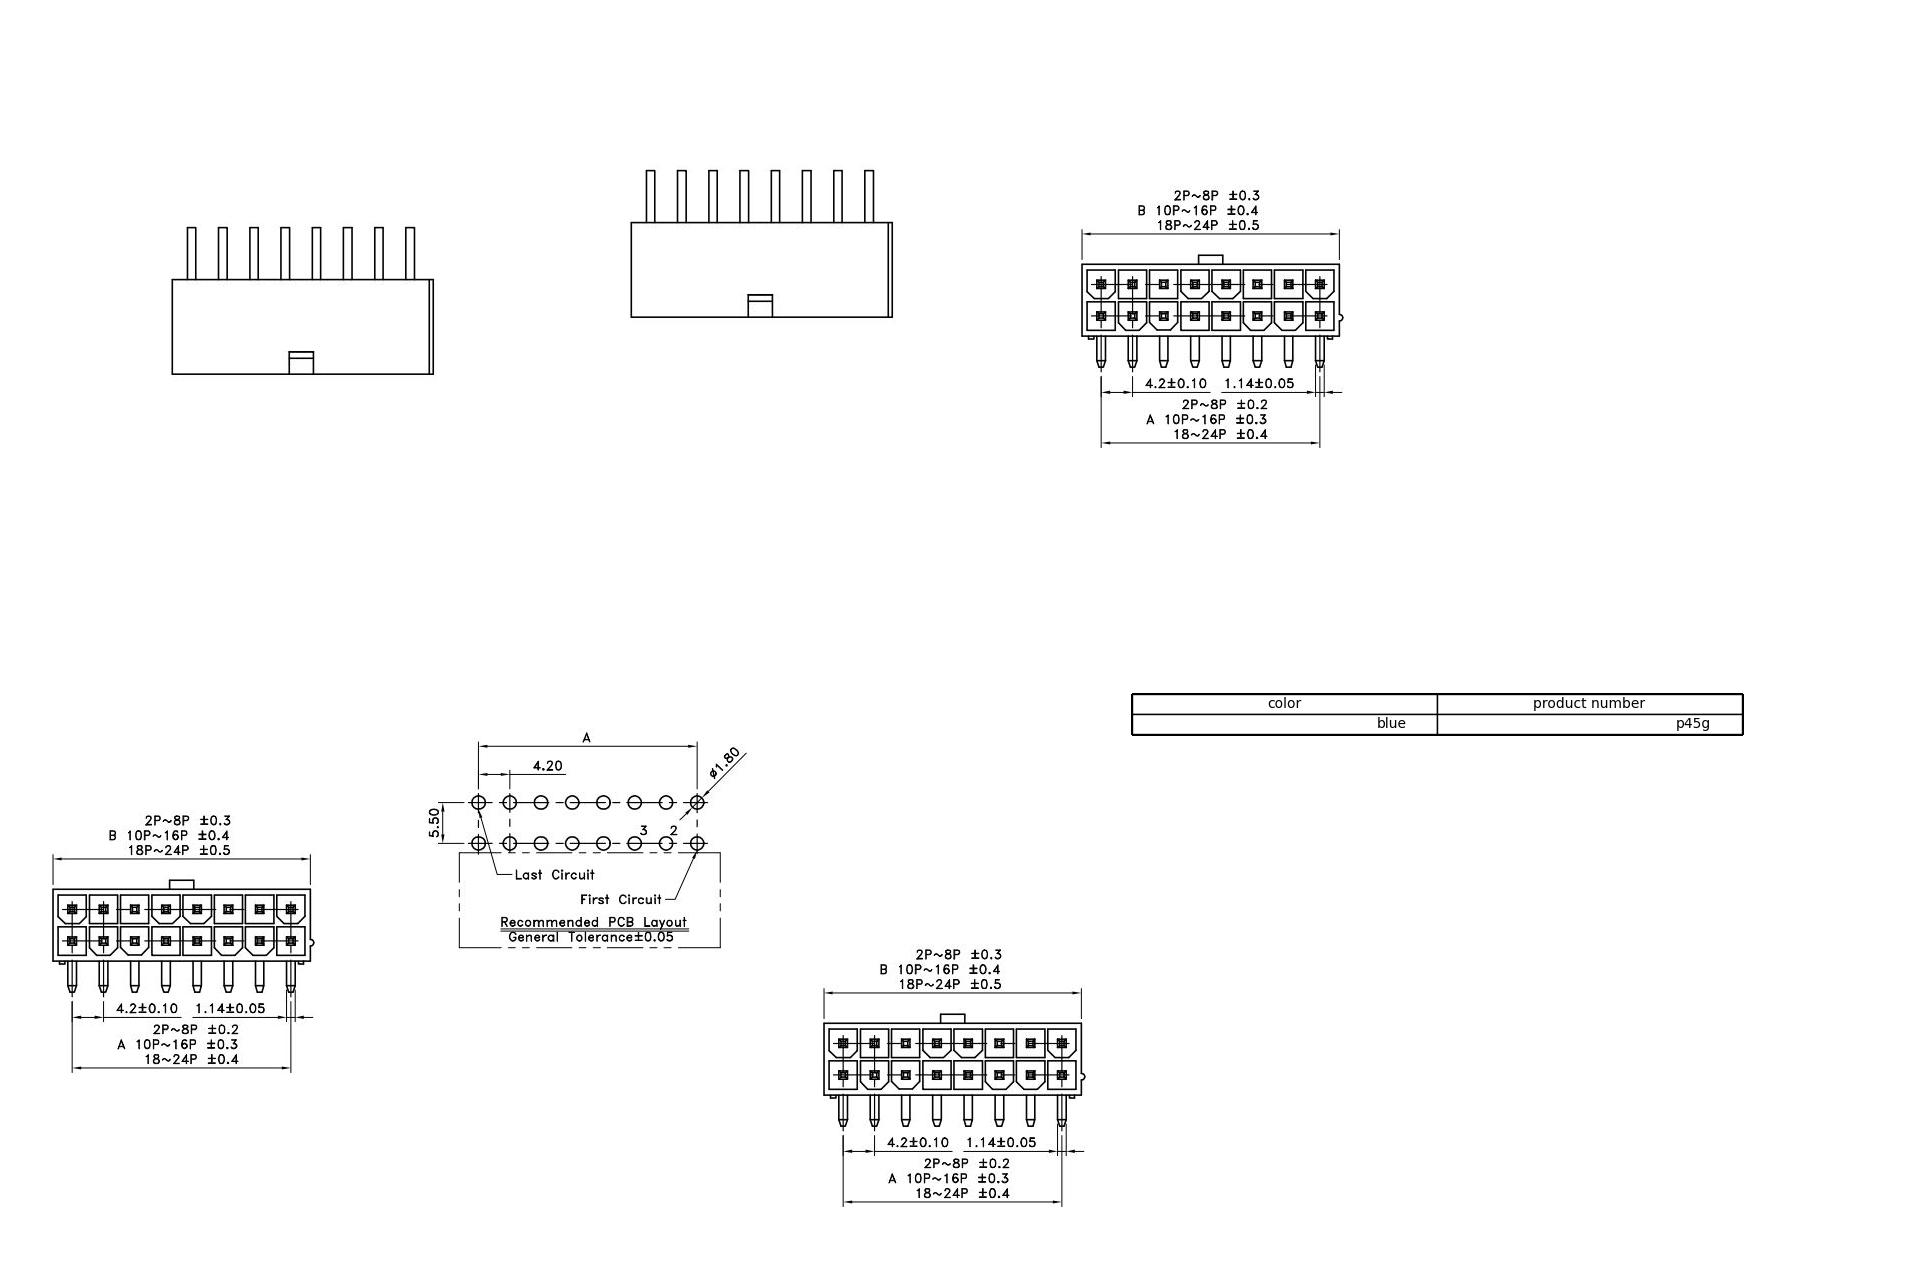 2P~8P ±0.3
B 10P~16P ±0.4
18P~24P ±0.5
4.2±0.10 1.14±0.05
2P~8P ±0.2
A 10P~16P ±0.3
18~24P ±0.4
color product number
blue p45g
A
4.20
ø1.80
5.50
3 2
Last Circuit
First Circuit
Recommended PCB Layout
General Tolerance±0.05
2P~8P ±0.3
B 10P~16P ±0.4
18P~24P ±0.5
4.2±0.10 1.14±0.05
2P~8P ±0.2
A 10P~16P ±0.3
18~24P ±0.4
2P~8P ±0.3
B 10P~16P ±0.4
18P~24P ±0.5
4.2±0.10 1.14±0.05
2P~8P ±0.2
A 10P~16P ±0.3
18~24P ±0.4